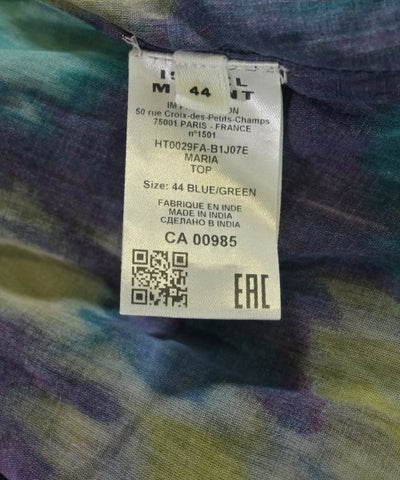 44
50 rue Croix-des-Petits-Champs
75001 PARIS - FRANCE
n°1501
HT0029FA-B1J07E
MARIA
TOP
Size: 44 BLUE/GREEN
FABRIQUE EN INDE
MADE IN INDIA
СДЕЛАНО В INDIA
CA 00985
EAC